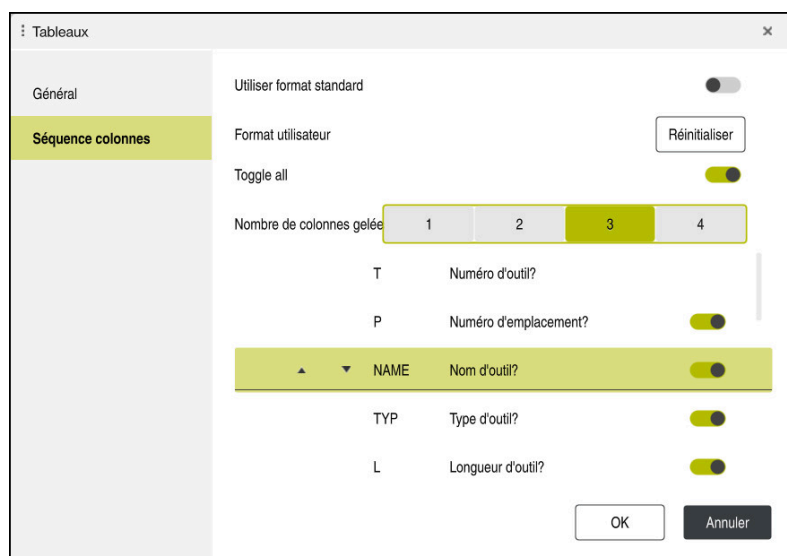 Tableaux
Général
Séquence colonnes
Utiliser format standard
Format utilisateur
Réinitialiser
Toggle all
Nombre de colonnes gelée
1 2 3 4
T Numéro d'outil?
P Numéro d'emplacement?
NAME Nom d'outil?
TYP Type d'outil?
L Longueur d'outil?
OK
Annuler